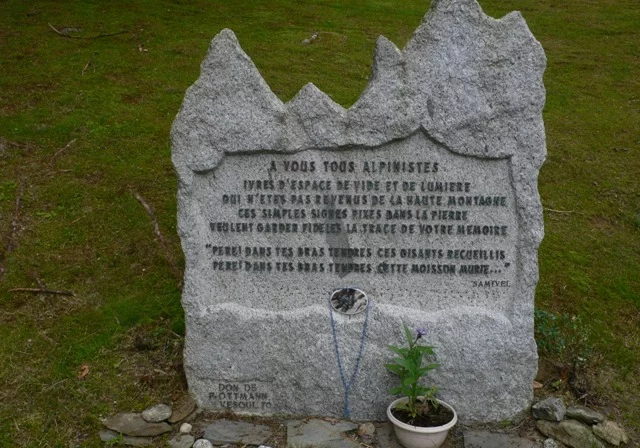 A VOUS TOUS ALPINISTES
IVRES D'ESPACE DE VIDE ET DE LUMIERE
QUI N'ETES PAS REVENUS DE LA HAUTE MONTAGNE
CES SIMPLES SIGNES FIXES DANS LA PIERRE
VEULENT GARDER FIDELES LA TRACE DE VOTRE MEMOIRE
"PERE! DANS TES BRAS TENDRES CES GISANTS RECUEILLIS
PERE! DANS TES BRAS TENDRES CETTE MOISSON MURIE..."
SAMIVEL
DON DE
P.OTTMANN
VESOUL 70